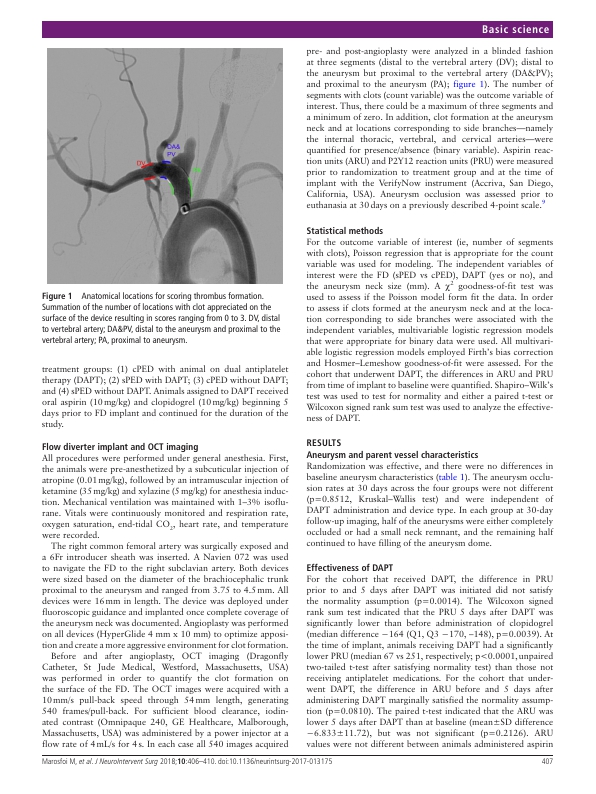 Basic science
DA&
PV
DV
Figure 1 Anatomical locations for scoring thrombus formation.
Summation of the number of locations with clot appreciated on the
surface of the device resulting in scores ranging from 0 to 3. DV, distal
to vertebral artery; DA&PV, distal to the aneurysm and proximal to the
vertebral artery; PA, proximal to aneurysm.
treatment groups: (1) cPED with animal on dual antiplatelet
therapy (DAPT); (2) sPED with DAPT; (3) cPED without DAPT;
and (4) sPED without DAPT. Animals assigned to DAPT received
oral aspirin (10 mg/kg) and clopidogrel (10 mg/kg) beginning 5
days prior to FD implant and continued for the duration of the
study.
Flow diverter implant and OCT imaging
All procedures were performed under general anesthesia. First,
the animals were pre-anesthetized by a subcuticular injection of
atropine (0.01 mg/kg), followed by an intramuscular injection of
ketamine (35 mg/kg) and xylazine (5 mg/kg) for anesthesia induc-
tion. Mechanical ventilation was maintained with 1–3% isoflu-
rane. Vitals were continuously monitored and respiration rate,
oxygen saturation, end-tidal CO2, heart rate, and temperature
were recorded.
The right common femoral artery was surgically exposed and
a 6Fr introducer sheath was inserted. A Navien 072 was used
to navigate the FD to the right subclavian artery. Both devices
were sized based on the diameter of the brachiocephalic trunk
proximal to the aneurysm and ranged from 3.75 to 4.5 mm. All
devices were 16 mm in length. The device was deployed under
fluoroscopic guidance and implanted once complete coverage of
the aneurysm neck was documented. Angioplasty was performed
on all devices (HyperGlide 4 mm x 10 mm) to optimize apposi-
tion and create a more aggressive environment for clot formation.
Before and after angioplasty, OCT imaging (Dragonfly
Catheter, St Jude Medical, Westford, Massachusetts, USA)
was performed in order to quantify the clot formation on
the surface of the FD. The OCT images were acquired with a
10 mm/s pull-back speed through 54 mm length, generating
540 frames/pull-back. For sufficient blood clearance, iodin-
ated contrast (Omnipaque 240, GE Healthcare, Malborough,
Massachusetts, USA) was administered by a power injector at a
flow rate of 4 mL/s for 4 s. In each case all 540 images acquired
pre- and post-angioplasty were analyzed in a blinded fashion
at three segments (distal to the vertebral artery (DV); distal to
the aneurysm but proximal to the vertebral artery (DA&PV);
and proximal to the aneurysm (PA); figure 1). The number of
segments with clots (count variable) was the outcome variable of
interest. Thus, there could be a maximum of three segments and
a minimum of zero. In addition, clot formation at the aneurysm
neck and at locations corresponding to side branches—namely
the internal thoracic, vertebral, and cervical arteries—were
quantified for presence/absence (binary variable). Aspirin reac-
tion units (ARU) and P2Y12 reaction units (PRU) were measured
prior to randomization to treatment group and at the time of
implant with the VerifyNow instrument (Accriva, San Diego,
California, USA). Aneurysm occlusion was assessed prior to
euthanasia at 30 days on a previously described 4-point scale.9
Statistical methods
For the outcome variable of interest (ie, number of segments
with clots), Poisson regression that is appropriate for the count
variable was used for modeling. The independent variables of
interest were the FD (sPED vs cPED), DAPT (yes or no), and
the aneurysm neck size (mm). A χ2 goodness-of-fit test was
used to assess if the Poisson model form fit the data. In order
to assess if clots formed at the aneurysm neck and at the loca-
tion corresponding to side branches were associated with the
independent variables, multivariable logistic regression models
that were appropriate for binary data were used. All multivari-
able logistic regression models employed Firth's bias correction
and Hosmer–Lemeshow goodness-of-fit were assessed. For the
cohort that underwent DAPT, the differences in ARU and PRU
from time of implant to baseline were quantified. Shapiro–Wilk's
test was used to test for normality and either a paired t-test or
Wilcoxon signed rank sum test was used to analyze the effective-
ness of DAPT.
RESULTS
Aneurysm and parent vessel characteristics
Randomization was effective, and there were no differences in
baseline aneurysm characteristics (table 1). The aneurysm occlu-
sion rates at 30 days across the four groups were not different
(p=0.8512, Kruskal–Wallis test) and were independent of
DAPT administration and device type. In each group at 30-day
follow-up imaging, half of the aneurysms were either completely
occluded or had a small neck remnant, and the remaining half
continued to have filling of the aneurysm dome.
Effectiveness of DAPT
For the cohort that received DAPT, the difference in PRU
prior to and 5 days after DAPT was initiated did not satisfy
the normality assumption (p=0.0014). The Wilcoxon signed
rank sum test indicated that the PRU 5 days after DAPT was
significantly lower than before administration of clopidogrel
(median difference −164 (Q1, Q3 −170, –148), p=0.0039). At
the time of implant, animals receiving DAPT had a significantly
lower PRU (median 67 vs 251, respectively; p<0.0001, unpaired
two-tailed t-test after satisfying normality test) than those not
receiving antiplatelet medications. For the cohort that under-
went DAPT, the difference in ARU before and 5 days after
administering DAPT marginally satisfied the normality assump-
tion (p=0.0810). The paired t-test indicated that the ARU was
lower 5 days after DAPT than at baseline (mean±SD difference
−6.833±11.72), but was not significant (p=0.2126). ARU
values were not different between animals administered aspirin
Marosfoi M, et al. J NeuroIntervent Surg 2018;10:406–410. doi:10.1136/neurintsurg-2017-013175
407